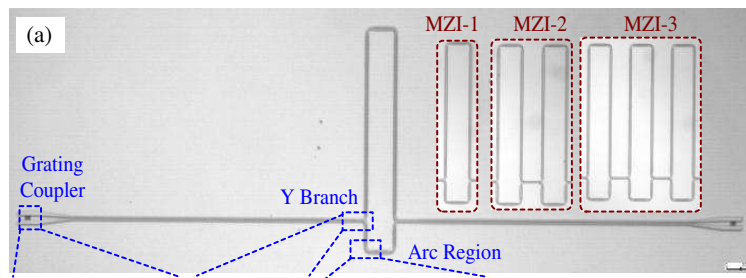 (a)
MZI-1
MZI-2
MZI-3
Grating
Coupler
Y Branch
Arc Region